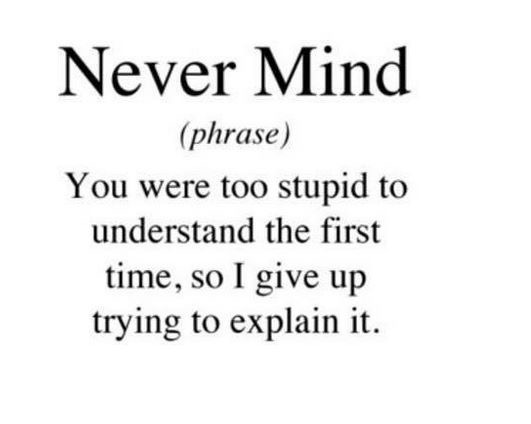 Never Mind
(phrase)
You were too stupid to
understand the first
time, so I give up
trying to explain it.